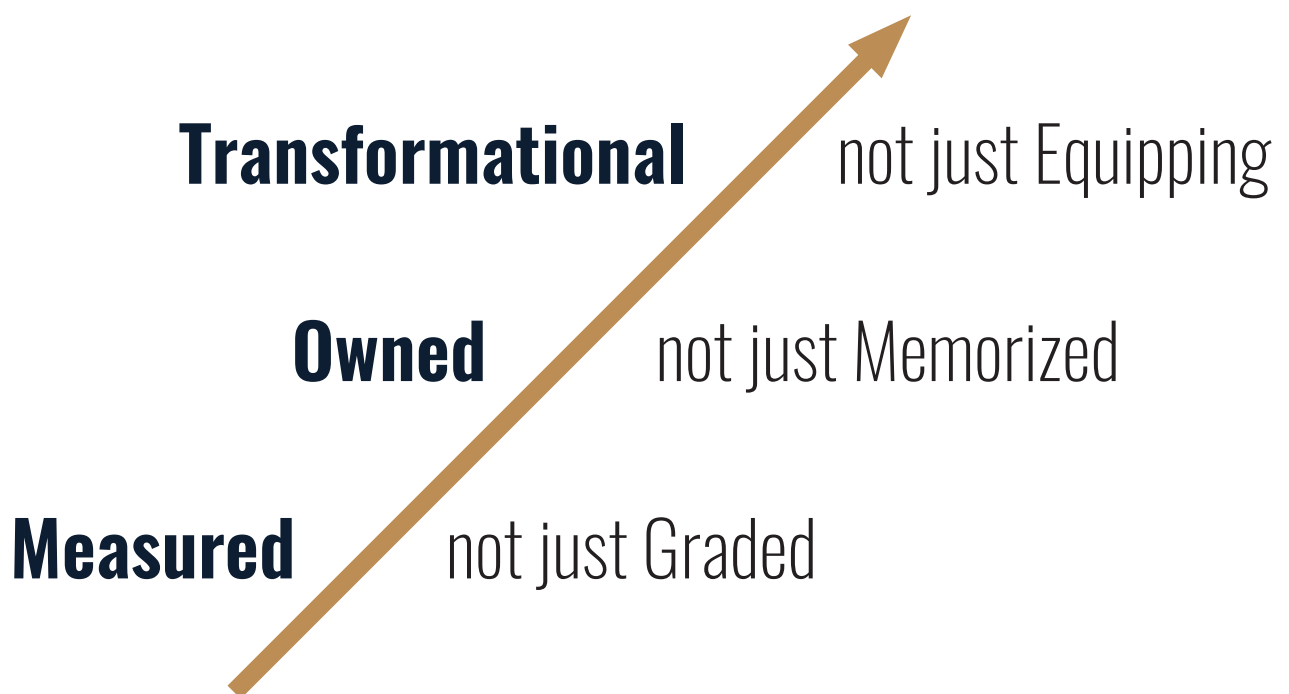 Transformational not just Equipping
Owned not just Memorized
Measured not just Graded